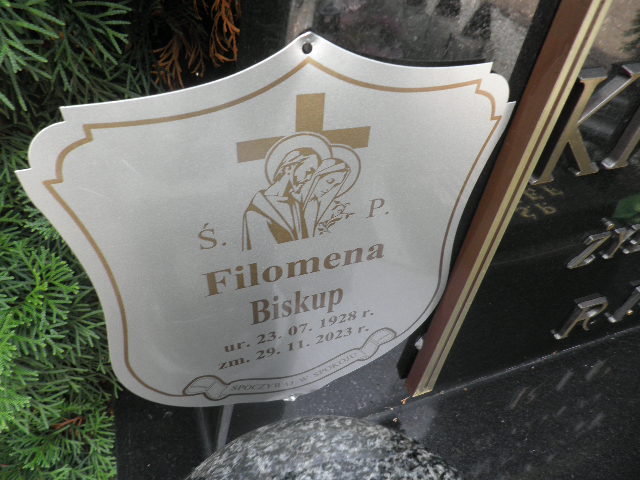 Ś. P.
Filomena
Biskup
ur. 23. 07. 1928 r.
zm. 29. 11. 2023 r.
SPOCZYWAJ W SPOKOJU